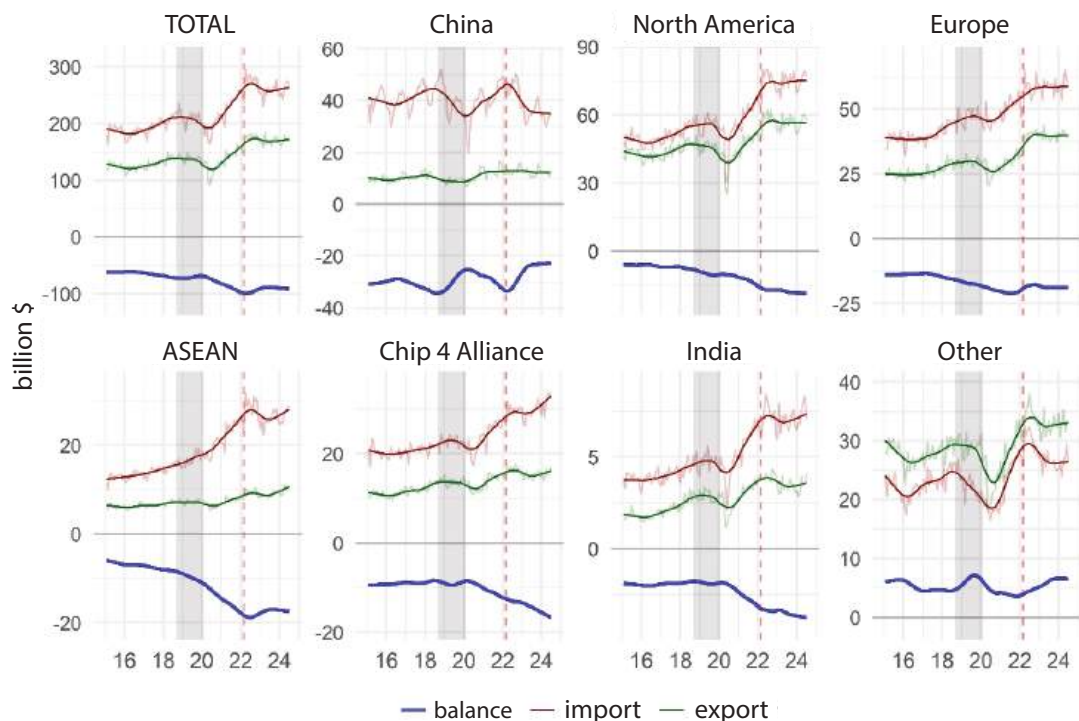 TOTAL China North America Europe
300 60 90 50
200 40 60 25
100 20 30 0
0 0 0 -25
-100 -20
-40
billion $
ASEAN Chip 4 Alliance India Other
20 20 5 40
0 0 0 30
-20 -20 20
10
0
16 18 20 22 24 16 18 20 22 24 16 18 20 22 24 16 18 20 22 24
balance import export